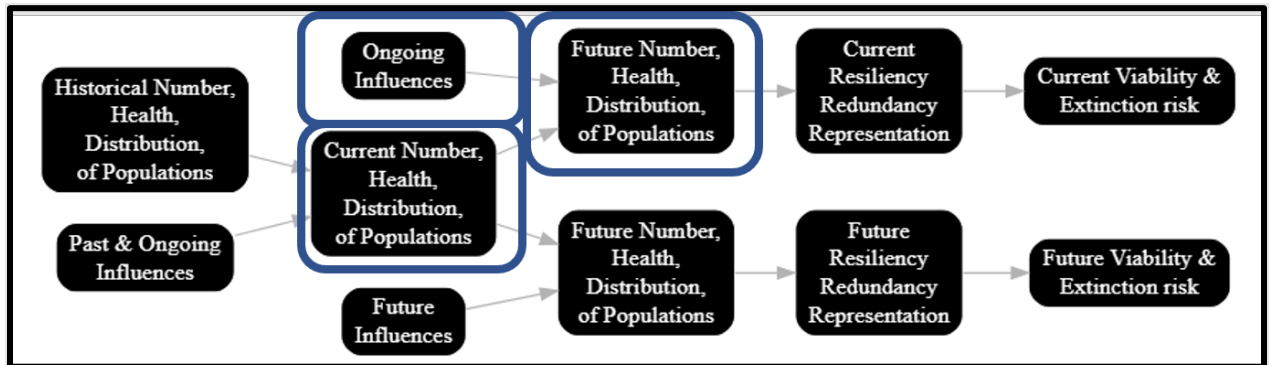 Historical Number,
Health,
Distribution,
of Populations
Past & Ongoing
Influences
Ongoing
Influences
Current Number,
Health,
Distribution,
of Populations
Future
Influences
Future Number,
Health,
Distribution,
of Populations
Current
Resiliency
Redundancy
Representation
Current Viability &
Extinction risk
Future Number,
Health,
Distribution,
of Populations
Future
Resiliency
Redundancy
Representation
Future Viability &
Extinction risk